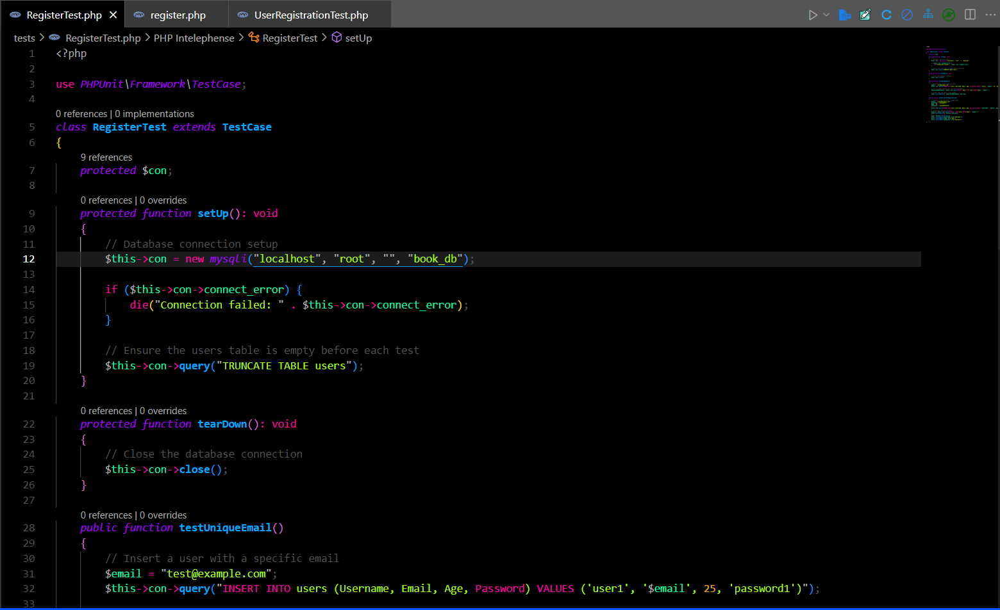 RegisterTest.php register.php UserRegistrationTest.php
tests > RegisterTest.php > PHP Intelephense > RegisterTest > setUp
1 <?php
2
3 use PHPUnit\Framework\TestCase;
4
0 references | 0 implementations
5 class RegisterTest extends TestCase
6 {
9 references
7 protected $con;
8
0 references | 0 overrides
9 protected function setUp(): void
10 {
11 // Database connection setup
12 $this->con = new mysqli("localhost", "root", "", "book_db");
13
14 if ($this->con->connect_error) {
15 die("Connection failed: " . $this->con->connect_error);
16 }
17
18 // Ensure the users table is empty before each test
19 $this->con->query("TRUNCATE TABLE users");
20 }
21
0 references | 0 overrides
22 protected function tearDown(): void
23 {
24 // Close the database connection
25 $this->con->close();
26 }
27
0 references | 0 overrides
28 public function testUniqueEmail()
29 {
30 // Insert a user with a specific email
31 $email = "test@example.com";
32 $this->con->query("INSERT INTO users (Username, Email, Age, Password) VALUES ('user1', '$email', 25, 'password1')");
33